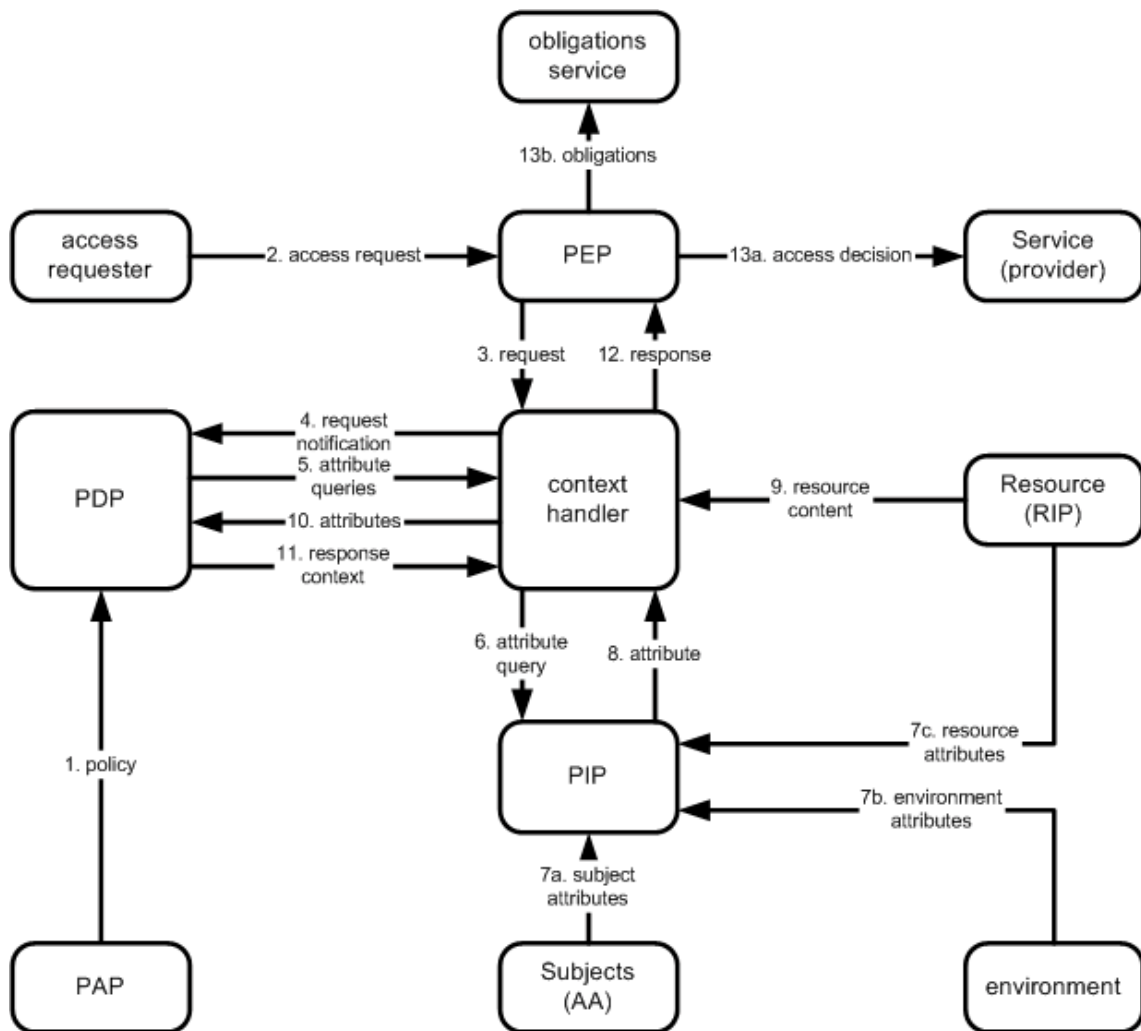 obligations
service
13b. obligations
access
requester
2. access request
PEP
13a. access decision
Service
(provider)
3. request
12. response
PDP
4. request
notification
5. attribute
queries
10. attributes
11. response
context
context
handler
9. resource
content
Resource
(RIP)
6. attribute
query
8. attribute
1. policy
PIP
7c. resource
attributes
7b. environment
attributes
7a. subject
attributes
PAP
Subjects
(AA)
environment